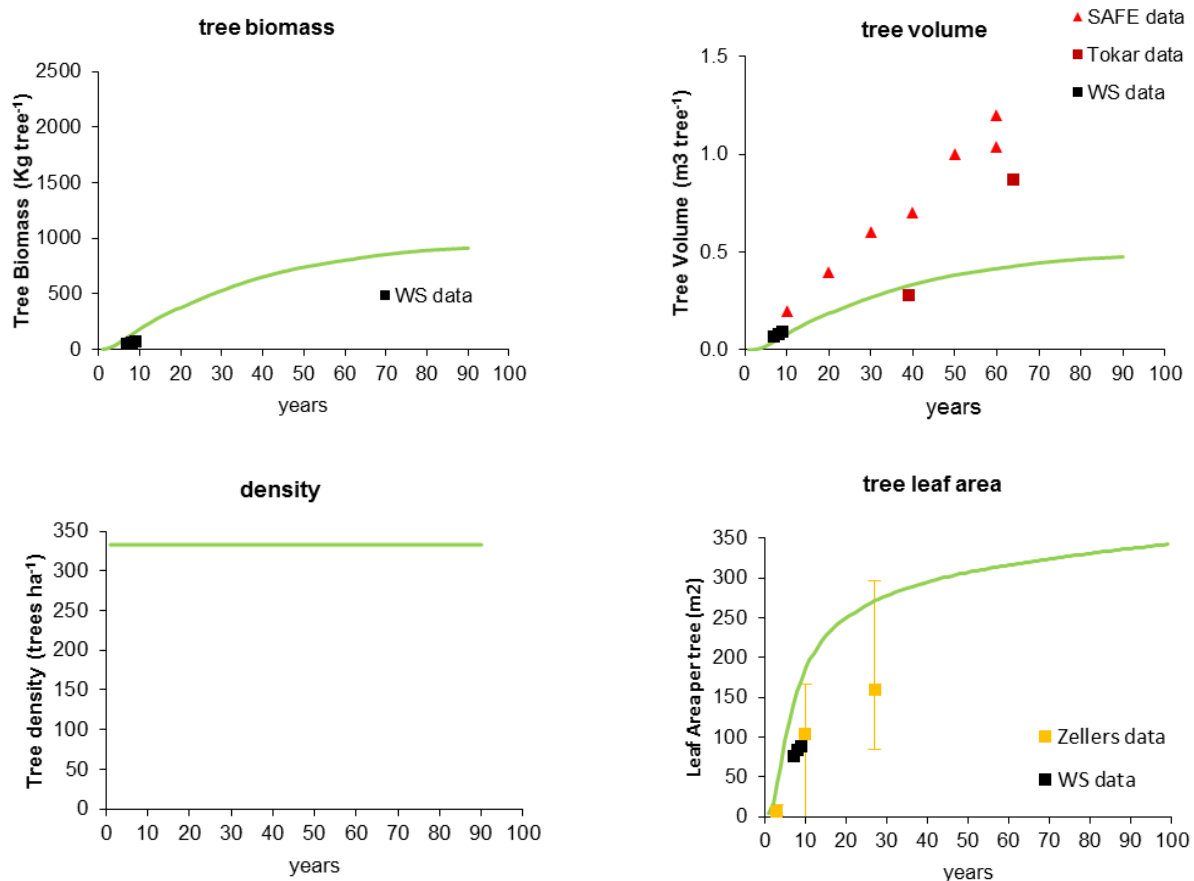 tree biomass
Tree Biomass (Kg tree-1)
2500
2000
1500
1000
500
0
WS data
0 10 20 30 40 50 60 70 80 90 100
years
tree volume
SAFE data
Tokar data
WS data
Tree Volume (m3 tree-1)
1.5
1.0
0.5
0.0
0 10 20 30 40 50 60 70 80 90 100
years
density
Tree density (trees ha-1)
350
300
250
200
150
100
50
0
0 10 20 30 40 50 60 70 80 90 100
years
tree leaf area
Leaf Area per tree (m2)
350
300
250
200
150
100
50
0
Zellers data
WS data
0 10 20 30 40 50 60 70 80 90 100
years